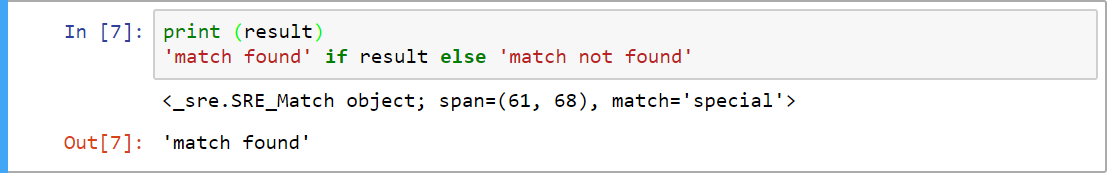 In [7]: print (result)
'match found' if result else 'match not found'
<_sre.SRE_Match object; span=(61, 68), match='special'>
Out[7]: 'match found'